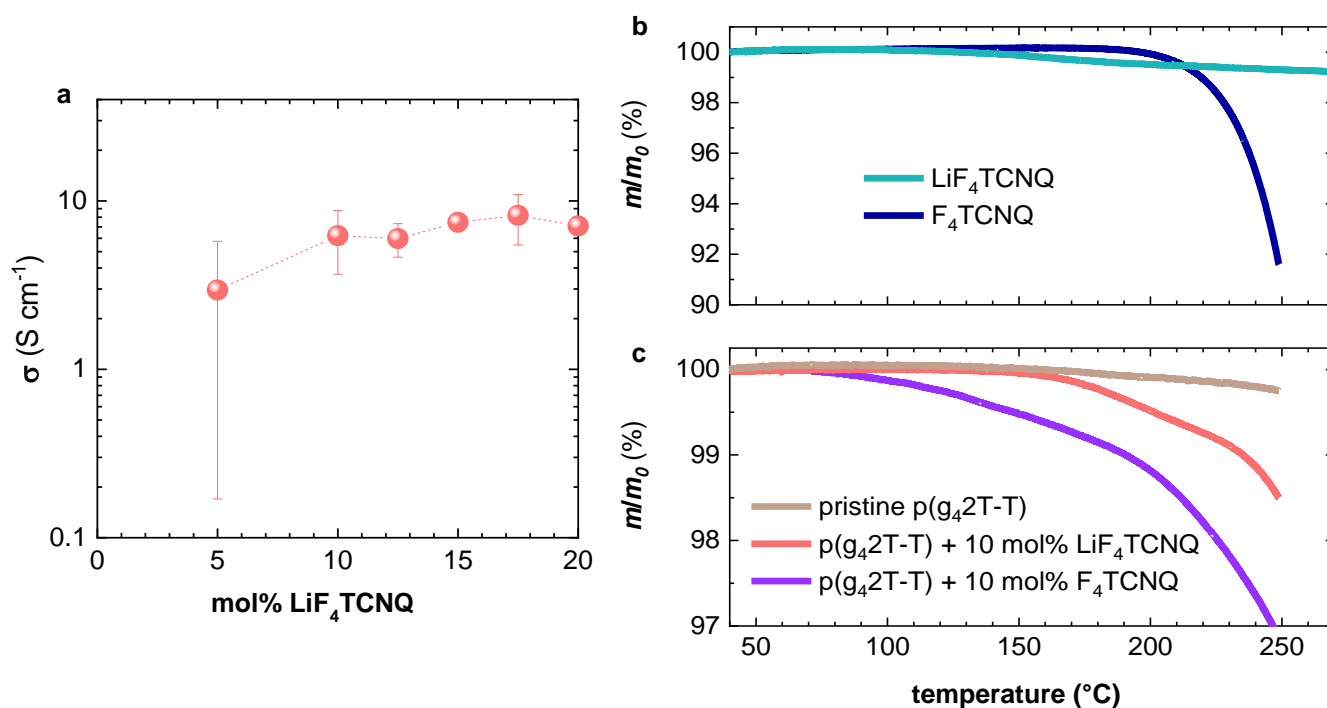 a
σ (S cm⁻¹)
10
1
0.1
0 5 10 15 20
mol% LiF₄TCNQ
b
m/m₀ (%)
100
98
96
94
92
90
LiF₄TCNQ
F₄TCNQ
c
m/m₀ (%)
100
99
98
97
pristine p(g₄2T-T)
p(g₄2T-T) + 10 mol% LiF₄TCNQ
p(g₄2T-T) + 10 mol% F₄TCNQ
50 100 150 200 250
temperature (°C)